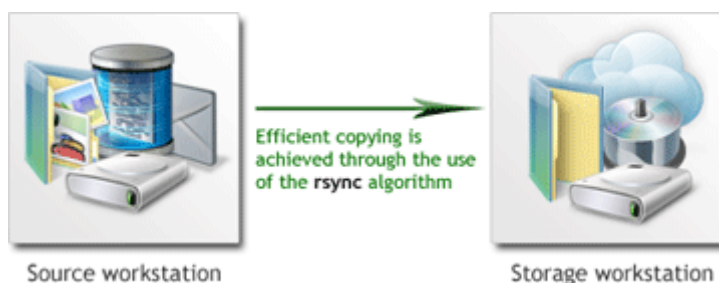 Efficient copying is
achieved through the use
of the rsync algorithm
Source workstation
Storage workstation